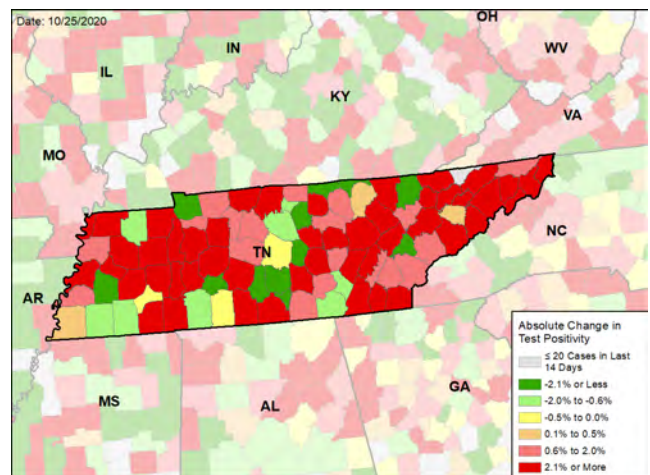 Date: 10/25/2020
OH
IN
WV
IL
KY
VA
MO
TN
NC
AR
MS
AL
GA
Absolute Change in
Test Positivity
≤ 20 Cases in Last
14 Days
-2.1% or Less
-2.0% to -0.6%
-0.5% to 0.0%
0.1% to 0.5%
0.6% to 2.0%
2.1% or More